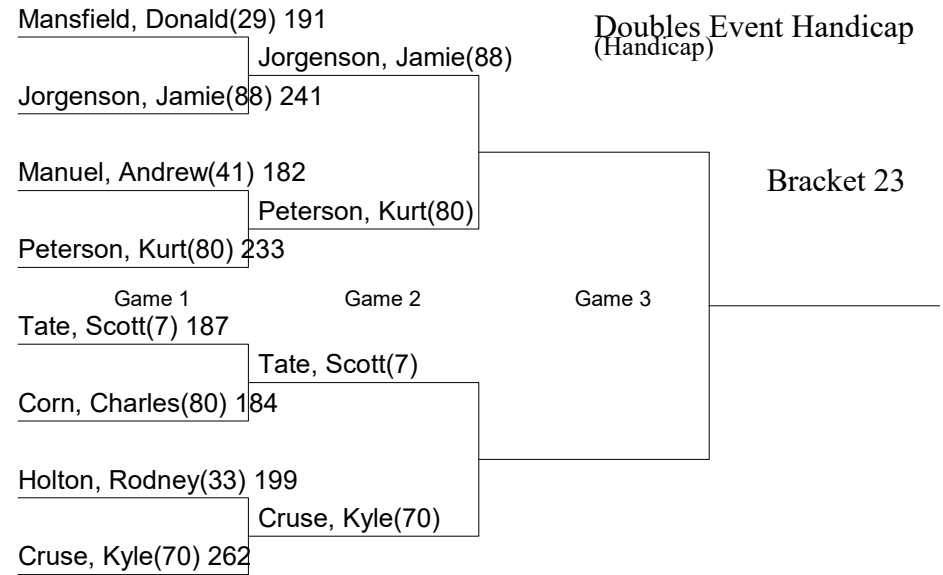 Mansfield, Donald(29) 191
Doubles Event Handicap
(Handicap)
Jorgenson, Jamie(88)
Jorgenson, Jamie(88) 241
Manuel, Andrew(41) 182
Bracket 23
Peterson, Kurt(80)
Peterson, Kurt(80) 233
Game 1 Game 2 Game 3
Tate, Scott(7) 187
Tate, Scott(7)
Corn, Charles(80) 184
Holton, Rodney(33) 199
Cruse, Kyle(70)
Cruse, Kyle(70) 262